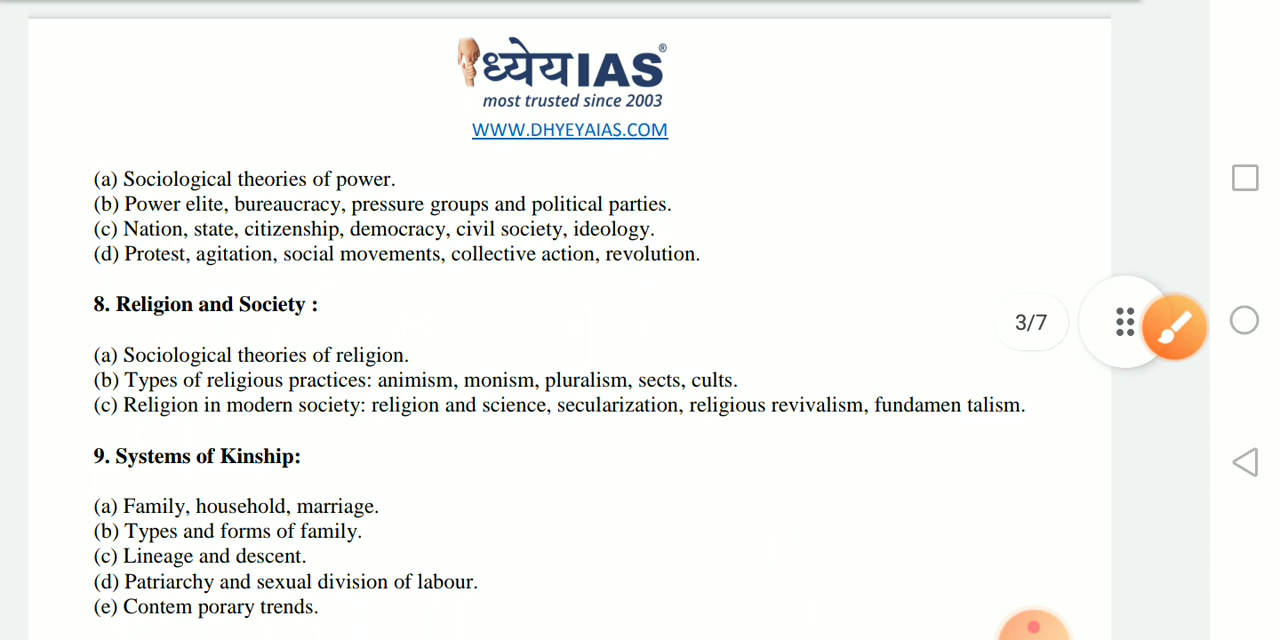 ध्येयIAS®
most trusted since 2003
WWW.DHYEYAIAS.COM
(a) Sociological theories of power.
(b) Power elite, bureaucracy, pressure groups and political parties.
(c) Nation, state, citizenship, democracy, civil society, ideology.
(d) Protest, agitation, social movements, collective action, revolution.
8. Religion and Society :
3/7
(a) Sociological theories of religion.
(b) Types of religious practices: animism, monism, pluralism, sects, cults.
(c) Religion in modern society: religion and science, secularization, religious revivalism, fundamen talism.
9. Systems of Kinship:
(a) Family, household, marriage.
(b) Types and forms of family.
(c) Lineage and descent.
(d) Patriarchy and sexual division of labour.
(e) Contem porary trends.